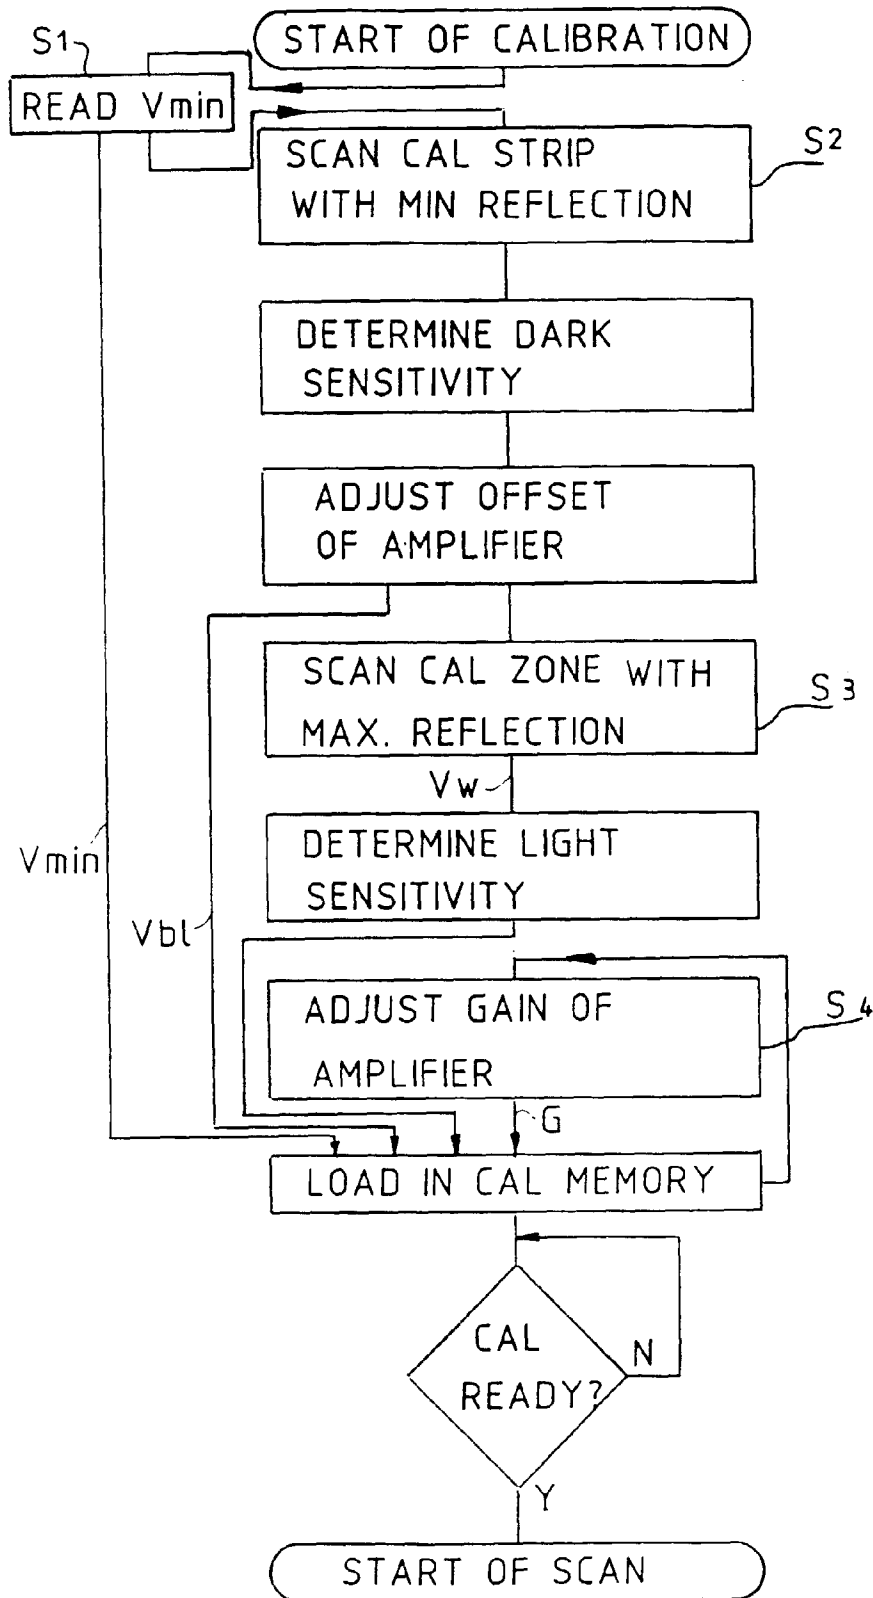 START OF CALIBRATION
S1
READ Vmin
SCAN CAL STRIP
WITH MIN REFLECTION
S2
DETERMINE DARK
SENSITIVITY
ADJUST OFFSET
OF AMPLIFIER
SCAN CAL ZONE WITH
MAX. REFLECTION
S3
Vw
DETERMINE LIGHT
SENSITIVITY
Vmin
Vbl
ADJUST GAIN OF
AMPLIFIER
S4
G
LOAD IN CAL MEMORY
CAL
READY?
N
Y
START OF SCAN